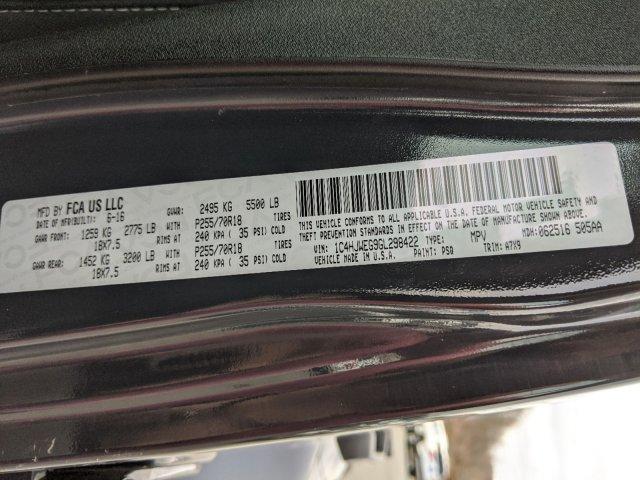 MFD BY FCA US LLC
DATE OF MFR(BUILT): 6-16 GVWR: 2495 KG 5500 LB
GAWR FRONT: 1259 KG 2775 LB WITH TIRES P255/70R18
18X7.5 RIMS AT 240 KPA ( 35 PSI) COLD
GAWR REAR: 1452 KG 3200 LB WITH TIRES P255/70R18
18X7.5 RIMS AT 240 KPA ( 35 PSI) COLD
THIS VEHICLE CONFORMS TO ALL APPLICABLE U.S.A. FEDERAL MOTOR VEHICLE SAFETY, BUMPER AND
THEFT PREVENTION STANDARDS IN EFFECT ON THE DATE OF MANUFACTURE SHOWN ABOVE.
VIN: 1C4HJWEG9GL298422 TYPE: MPV MDH: 062516 505AA
VEHICLE MADE IN U.S.A. PAINT: PS9 TRIM: A7X9